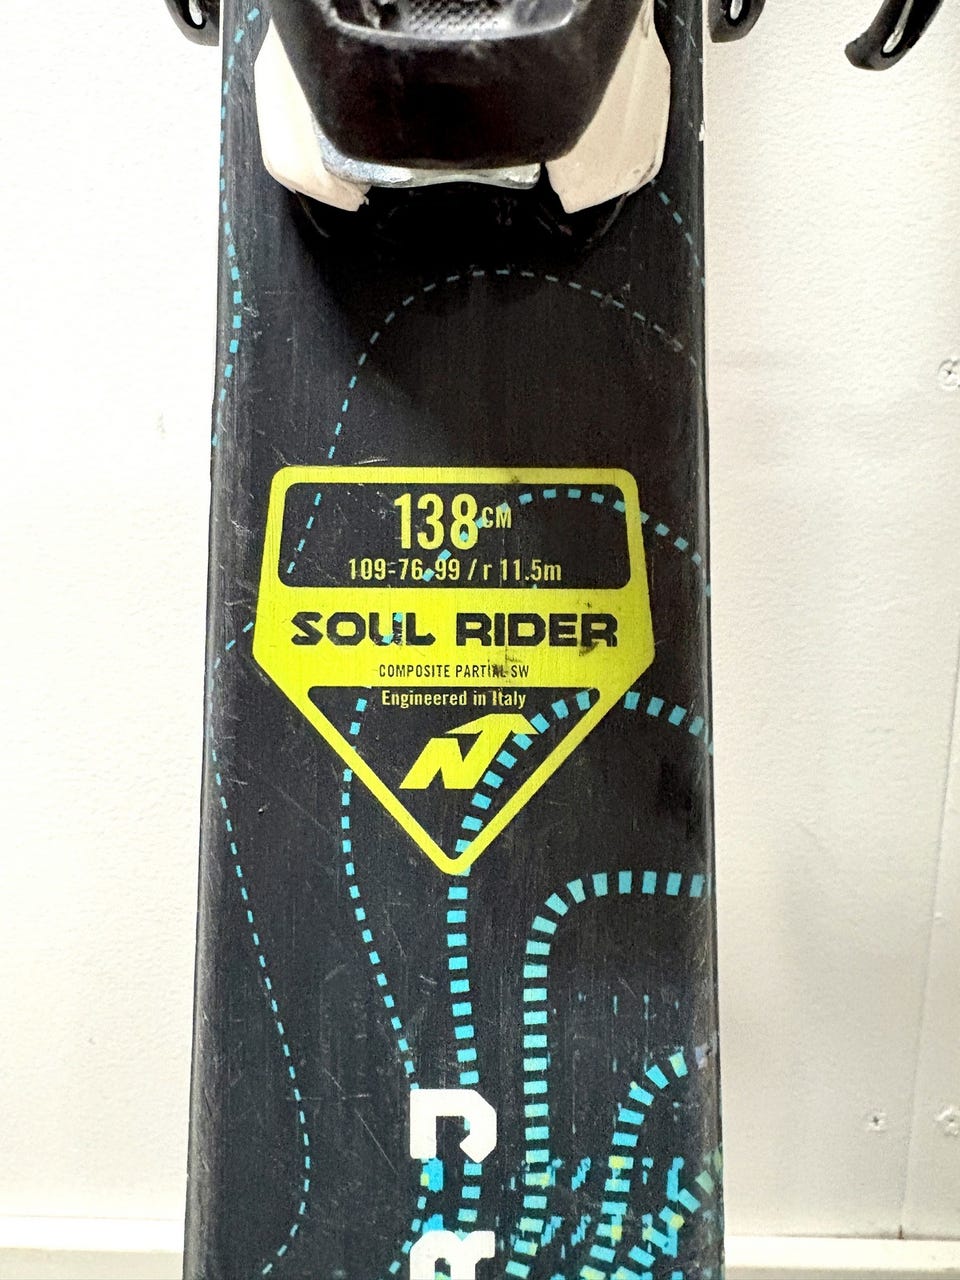 138 CM
109-76-99 / r 11.5m
SOUL RIDER
COMPOSITE PARTIAL SW
Engineered in Italy
N
J